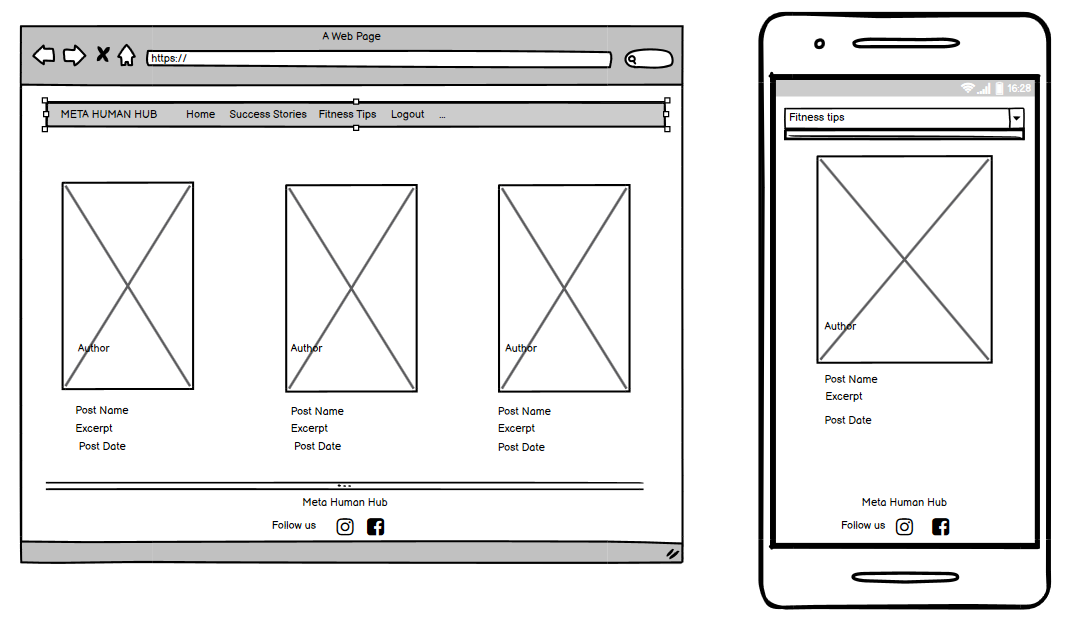 A Web Page
https://
META HUMAN HUB Home Success Stories Fitness Tips Logout ...
Author Author Author
Post Name Post Name Post Name
Excerpt Excerpt Excerpt
Post Date Post Date Post Date
Meta Human Hub
Follow us
16:28
Fitness tips
Author
Post Name
Excerpt
Post Date
Meta Human Hub
Follow us